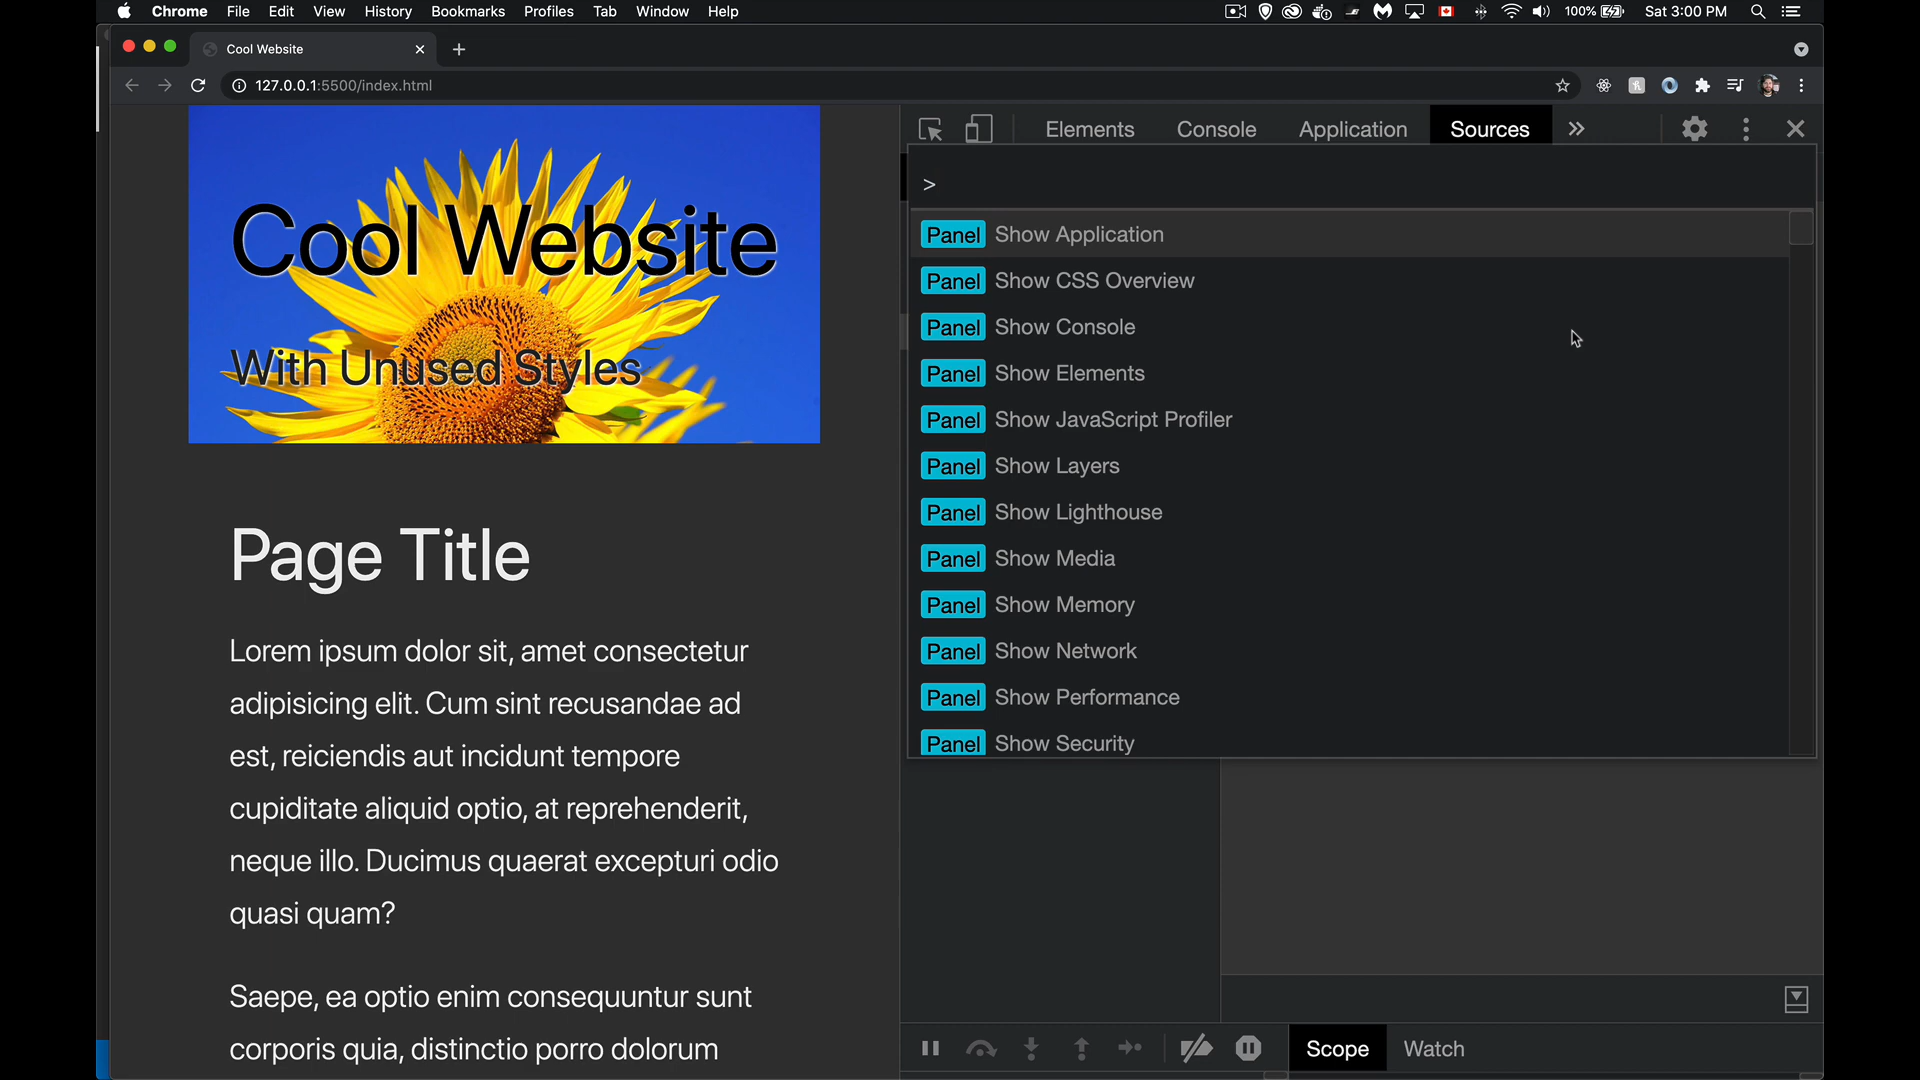 Chrome File Edit View History Bookmarks Profiles Tab Window Help 100% Sat 3:00 PM
Cool Website
127.0.0.1:5500/index.html
Cool Website
With Unused Styles
Page Title
Lorem ipsum dolor sit, amet consectetur
adipisicing elit. Cum sint recusandae ad
est, reiciendis aut incidunt tempore
cupiditate aliquid optio, at reprehenderit,
neque illo. Ducimus quaerat excepturi odio
quasi quam?
Saepe, ea optio enim consequuntur sunt
corporis quia, distinctio porro dolorum
Elements Console Application Sources
>
Panel Show Application
Panel Show CSS Overview
Panel Show Console
Panel Show Elements
Panel Show JavaScript Profiler
Panel Show Layers
Panel Show Lighthouse
Panel Show Media
Panel Show Memory
Panel Show Network
Panel Show Performance
Panel Show Security
Scope Watch